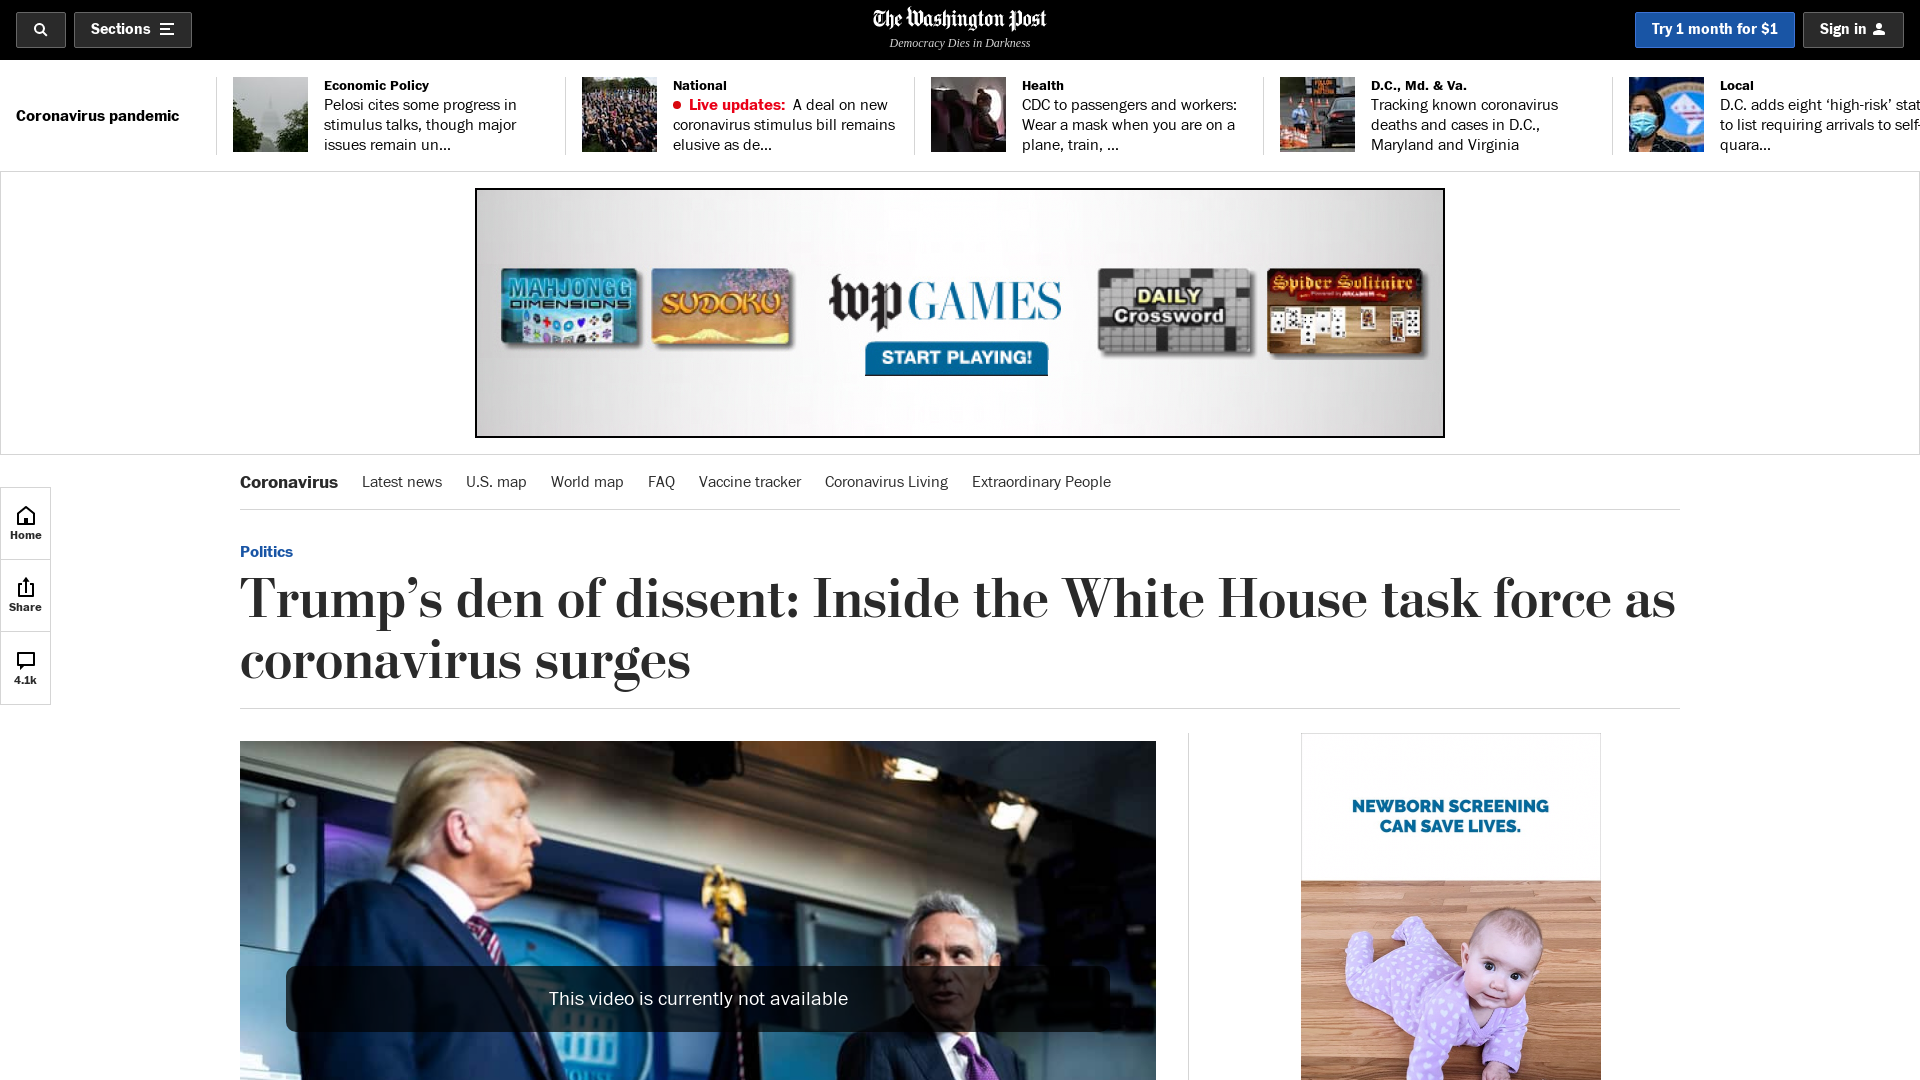 Sections
The Washington Post
Democracy Dies in Darkness
Try 1 month for $1
Sign in
Coronavirus pandemic
Economic Policy
Pelosi cites some progress in
stimulus talks, though major
issues remain un...
National
Live updates: A deal on new
coronavirus stimulus bill remains
elusive as de...
Health
CDC to passengers and workers:
Wear a mask when you are on a
plane, train, ...
D.C., Md. & Va.
Tracking known coronavirus
deaths and cases in D.C.,
Maryland and Virginia
Local
D.C. adds eight ‘high-risk’ stat
to list requiring arrivals to self-
quara...
MAHJONGG
DIMENSIONS
SUDOKU
wp GAMES
START PLAYING!
DAILY
Crossword
Spider Solitaire
Coronavirus
Latest news
U.S. map
World map
FAQ
Vaccine tracker
Coronavirus Living
Extraordinary People
Home
Share
4.1k
Politics
Trump’s den of dissent: Inside the White House task force as
coronavirus surges
This video is currently not available
NEWBORN SCREENING
CAN SAVE LIVES.